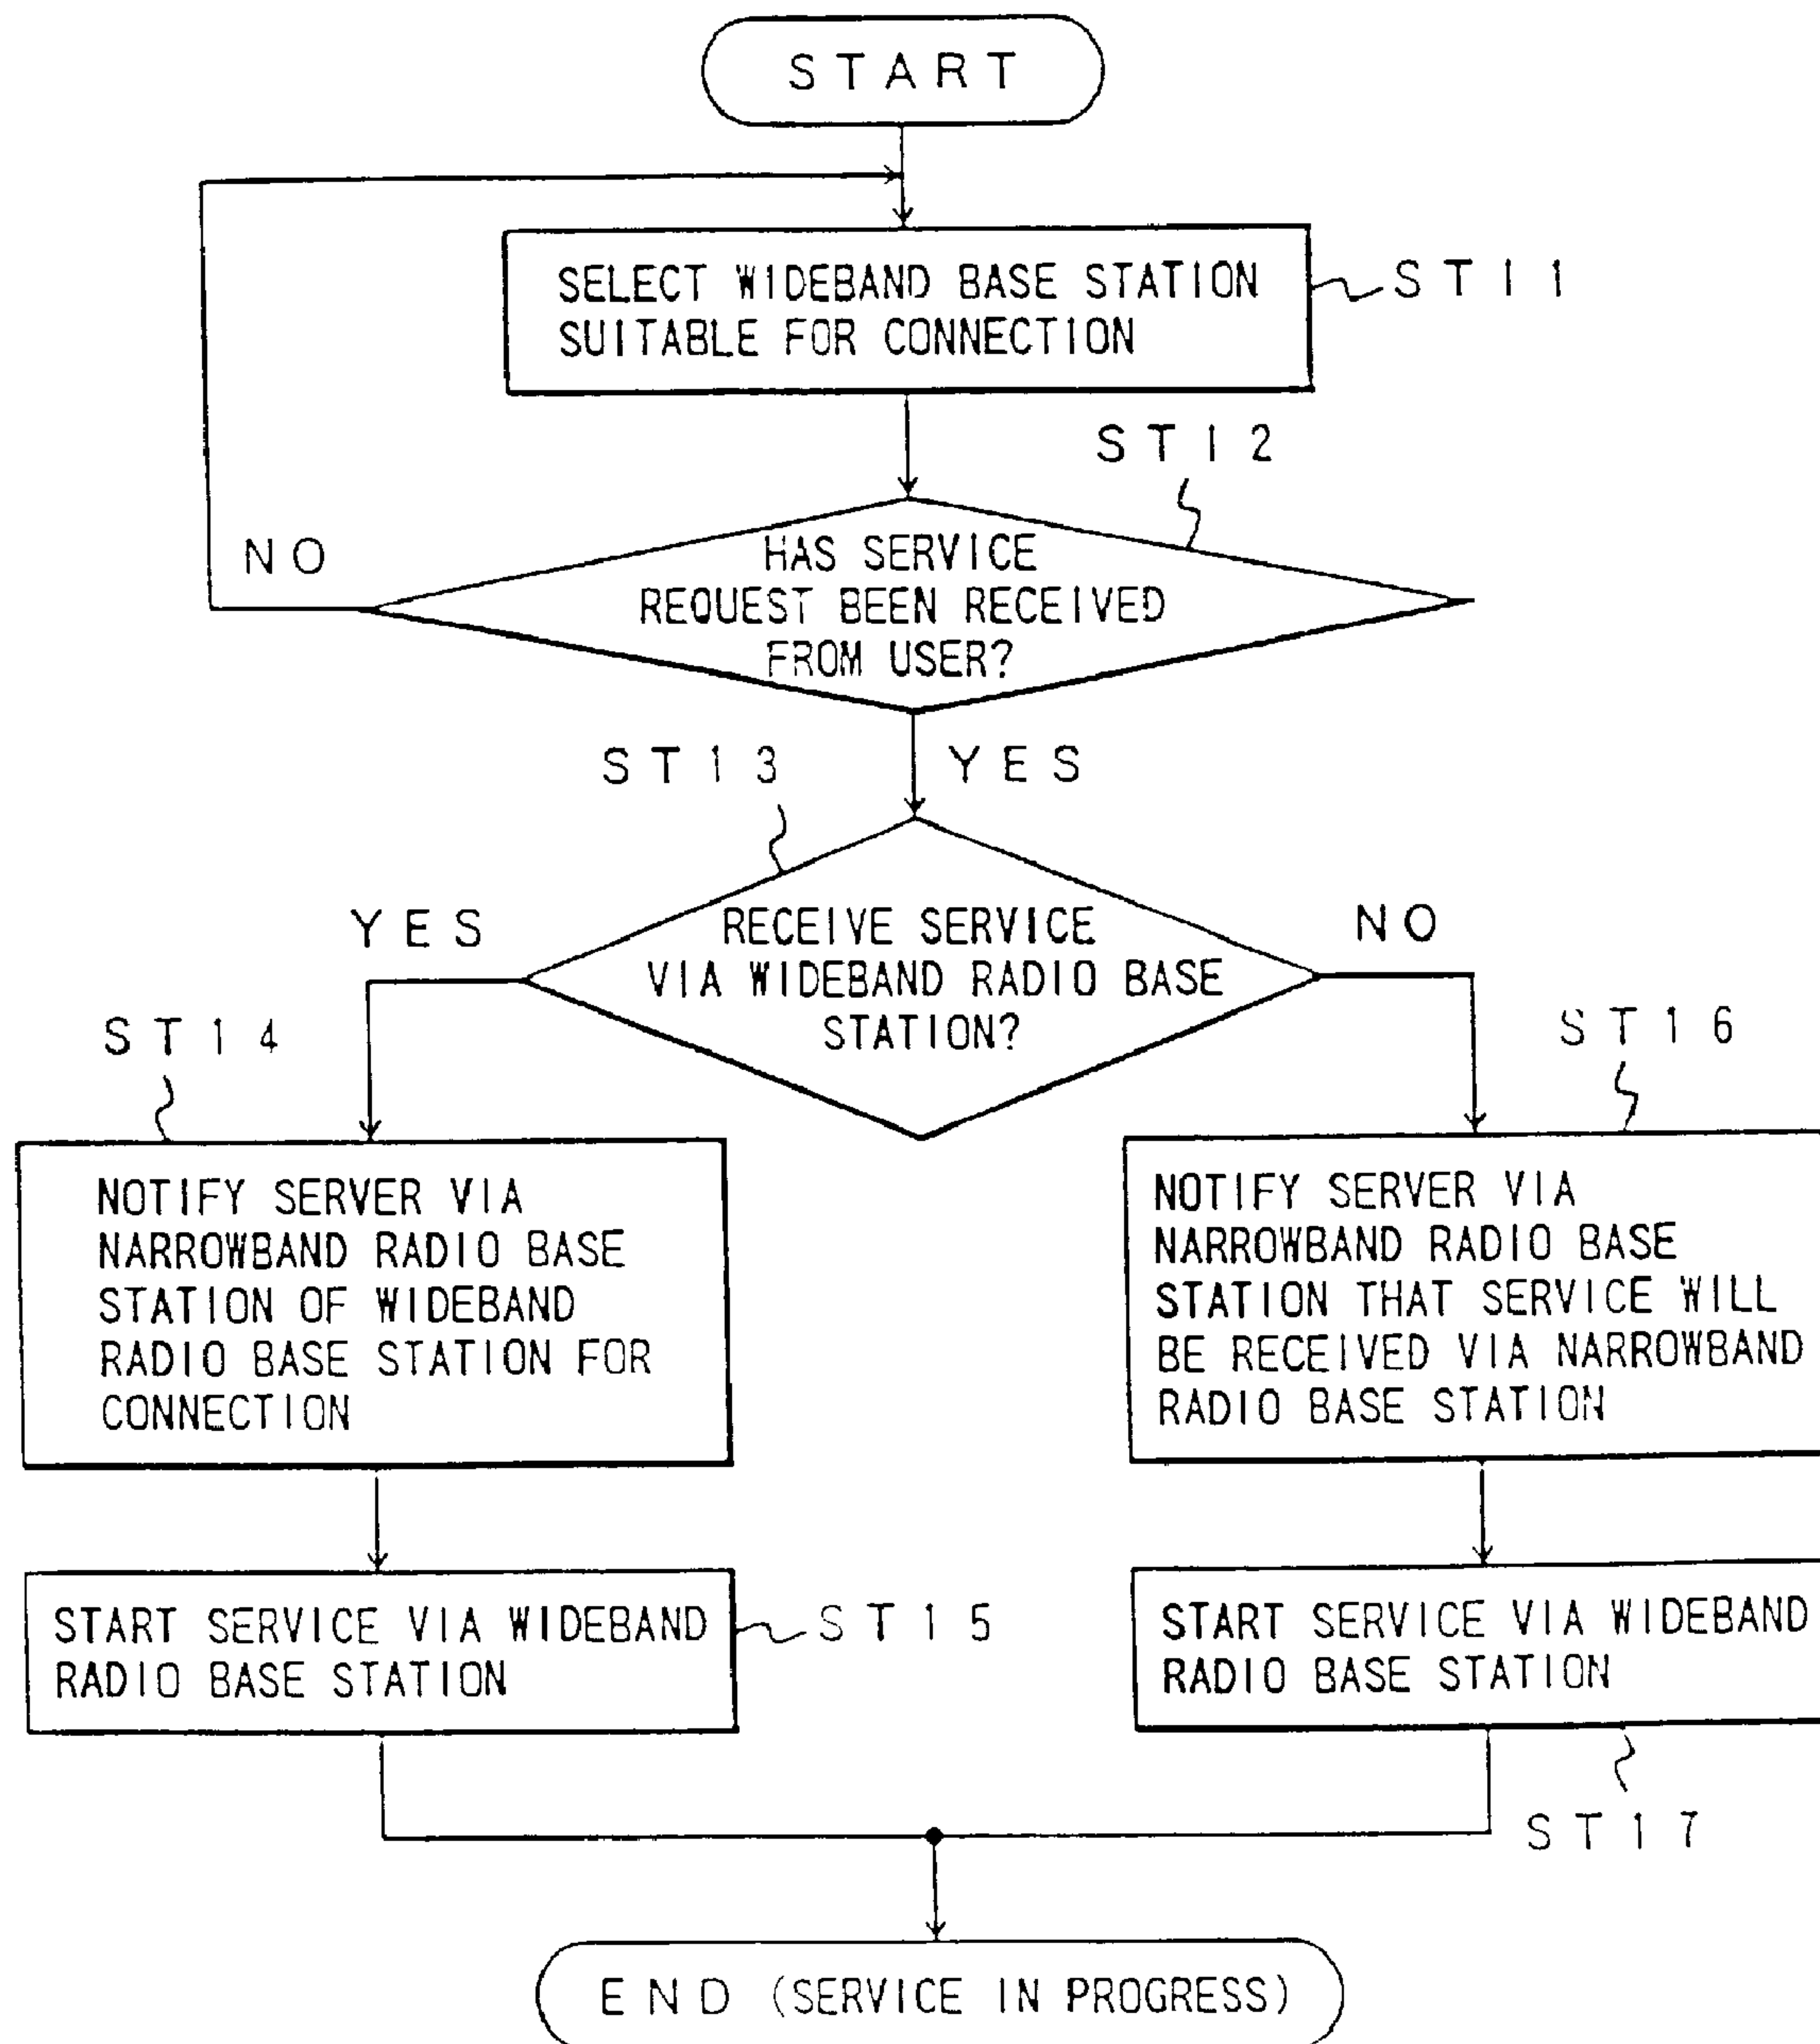 START
SELECT WIDEBAND BASE STATION
SUITABLE FOR CONNECTION
ST11
ST12
HAS SERVICE
REQUEST BEEN RECEIVED
FROM USER?
NO
YES
ST13
RECEIVE SERVICE
VIA WIDEBAND RADIO BASE
STATION?
YES
NO
ST14
NOTIFY SERVER VIA
NARROWBAND RADIO BASE
STATION OF WIDEBAND
RADIO BASE STATION FOR
CONNECTION
ST16
NOTIFY SERVER VIA
NARROWBAND RADIO BASE
STATION THAT SERVICE WILL
BE RECEIVED VIA NARROWBAND
RADIO BASE STATION
START SERVICE VIA WIDEBAND
RADIO BASE STATION
ST15
START SERVICE VIA WIDEBAND
RADIO BASE STATION
ST17
END (SERVICE IN PROGRESS)